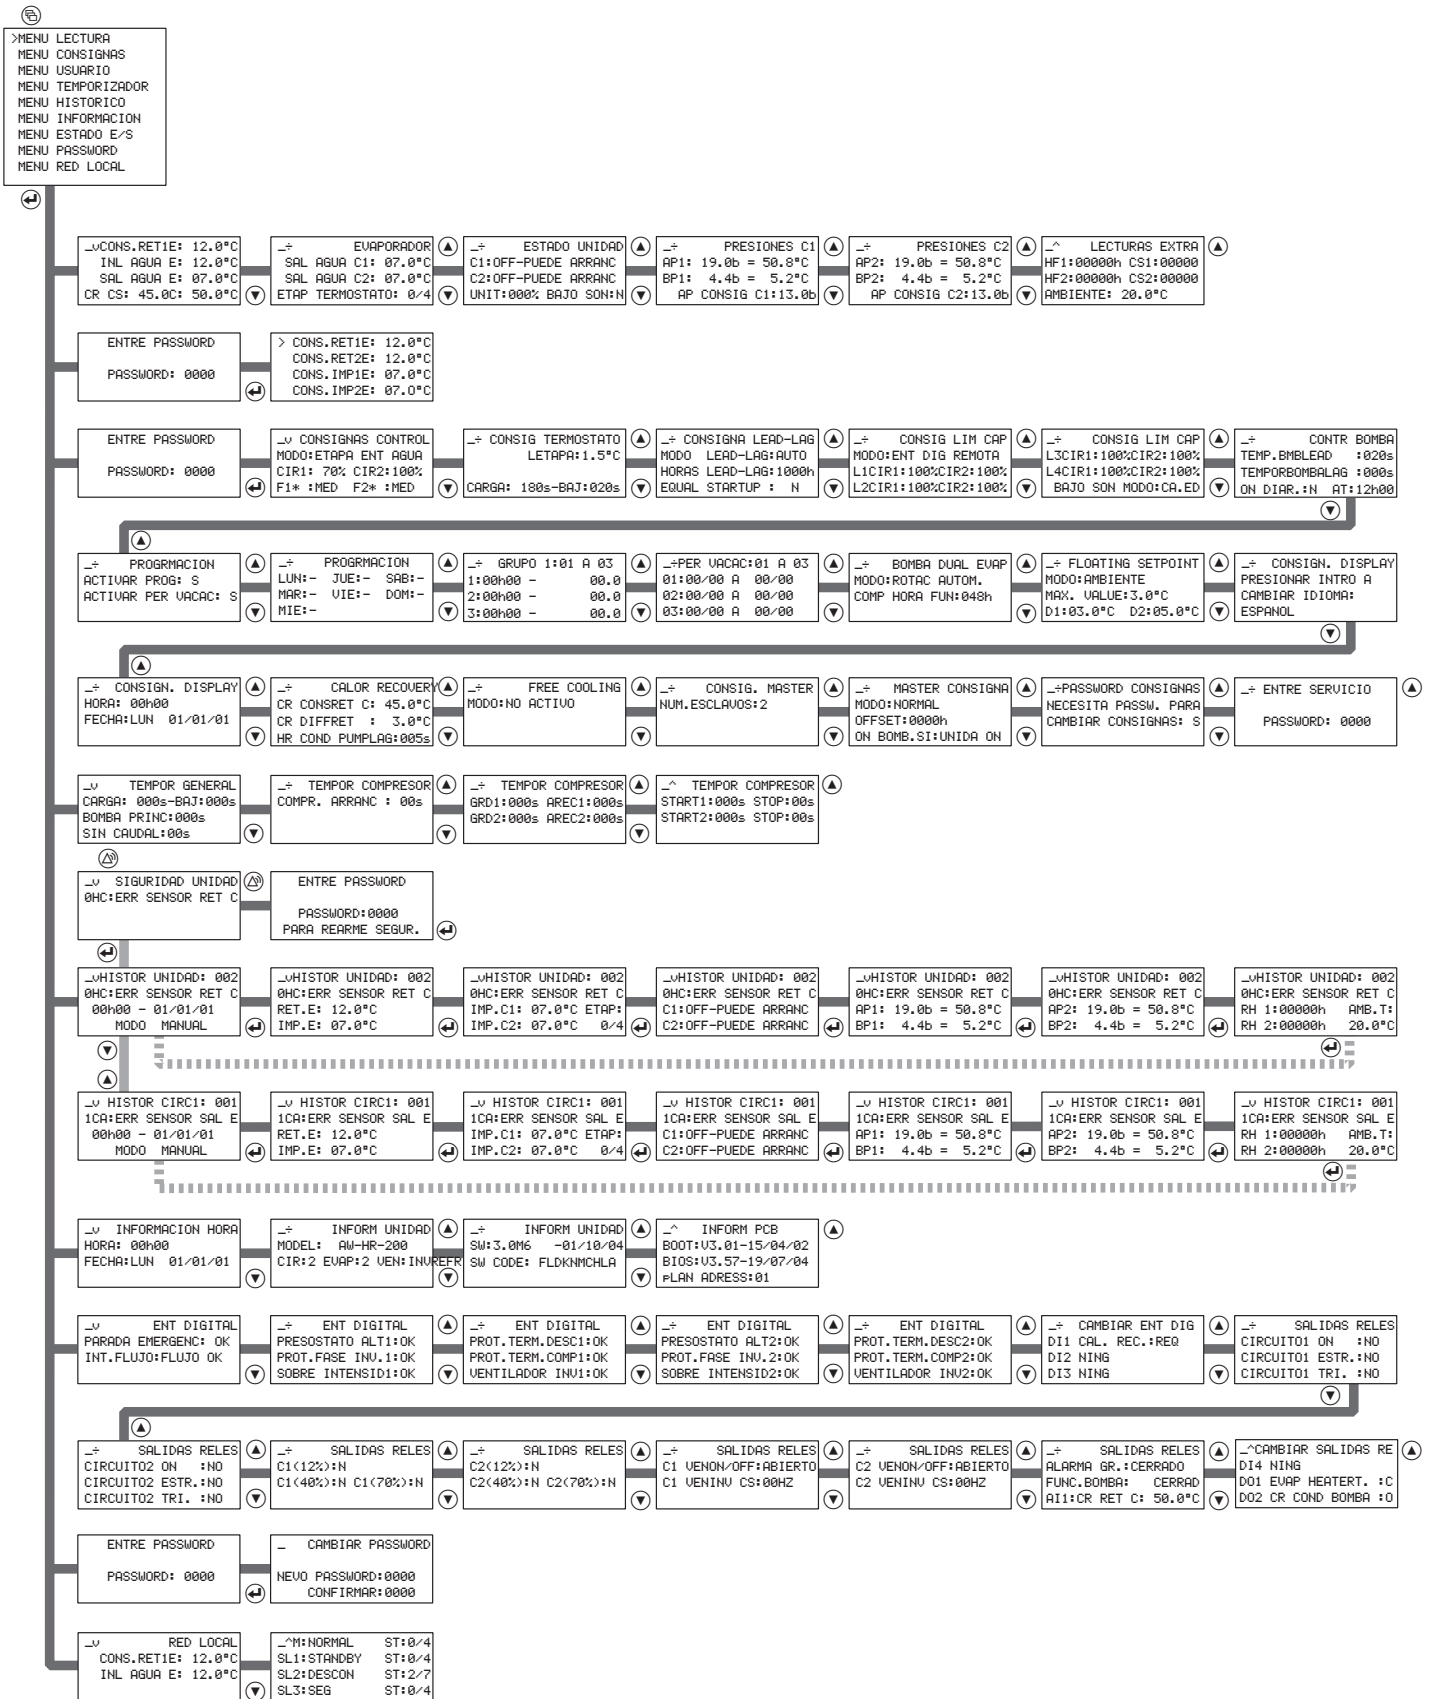 >MENU LECTURA
MENU CONSIGNAS
MENU USUARIO
MENU TEMPORIZADOR
MENU HISTORICO
MENU INFORMACION
MENU ESTADO E/S
MENU PASSWORD
MENU RED LOCAL
_vCONS.RET1E: 12.0°C
INL AGUA E: 12.0°C
SAL AGUA E: 07.0°C
CR CS: 45.0C: 50.0°C
_÷ EVAPORADOR
SAL AGUA C1: 07.0°C
SAL AGUA C2: 07.0°C
ETAP TERMOSTATO: 0/4
_÷ ESTADO UNIDAD
C1:OFF-PUEDE ARRANC
C2:OFF-PUEDE ARRANC
UNIT:000% BAJO SON:N
_÷ PRESIONES C1
AP1: 19.0b = 50.8°C
BP1: 4.4b = 5.2°C
AP CONSIG C1:13.0b
_÷ PRESIONES C2
AP2: 19.0b = 50.8°C
BP2: 4.4b = 5.2°C
AP CONSIG C2:13.0b
_^ LECTURAS EXTRA
HF1:00000h CS1:00000
HF2:00000h CS2:00000
AMBIENTE: 20.0°C
ENTRE PASSWORD
PASSWORD: 0000
> CONS.RET1E: 12.0°C
CONS.RET2E: 12.0°C
CONS.IMP1E: 07.0°C
CONS.IMP2E: 07.0°C
ENTRE PASSWORD
PASSWORD: 0000
_v CONSIGNAS CONTROL
MODO:ETAPA ENT AGUA
CIR1: 70% CIR2:100%
F1* :MED F2* :MED
_÷ CONSIG TERMOSTATO
LETAPA:1.5°C
CARGA: 180s-BAJ:020s
_÷ CONSIGNA LEAD-LAG
MODO LEAD-LAG:AUTO
HORAS LEAD-LAG:1000h
EQUAL STARTUP : N
_÷ CONSIG LIM CAP
MODO:ENT DIG REMOTA
L1CIR1:100%CIR2:100%
L2CIR1:100%CIR2:100%
_÷ CONSIG LIM CAP
L3CIR1:100%CIR2:100%
L4CIR1:100%CIR2:100%
BAJO SON MODO:CA.ED
_÷ CONTR BOMBA
TEMP.BMBLEAD :020s
TEMPORBOMBALAG :000s
ON DIAR.:N AT:12h00
_÷ PROGRMACION
ACTIVAR PROG: S
ACTIVAR PER VACAC: S
_÷ PROGRMACION
LUN:- JUE:- SAB:-
MAR:- VIE:- DOM:-
MIE:-
_÷ GRUPO 1:01 A 03
1:00h00 - 00.0
2:00h00 - 00.0
3:00h00 - 00.0
_÷PER VACAC:01 A 03
01:00/00 A 00/00
02:00/00 A 00/00
03:00/00 A 00/00
_÷ BOMBA DUAL EVAP
MODO:ROTAC AUTOM.
COMP HORA FUN:048h
_÷ FLOATING SETPOINT
MODO:AMBIENTE
MAX. VALUE:3.0°C
D1:03.0°C D2:05.0°C
_÷ CONSIGN. DISPLAY
PRESIONAR INTRO A
CAMBIAR IDIOMA:
ESPANOL
_÷ CONSIGN. DISPLAY
HORA: 00h00
FECHA:LUN 01/01/01
_÷ CALOR RECOVERY
CR CONSRET C: 45.0°C
CR DIFFRET : 3.0°C
HR COND PUMPLAG:005s
_÷ FREE COOLING
MODO:NO ACTIVO
_÷ CONSIG. MASTER
NUM.ESCLAVOS:2
_÷ MASTER CONSIGNA
MODO:NORMAL
OFFSET:0000h
ON BOMB.SI:UNIDA ON
_÷PASSWORD CONSIGNAS
NECESITA PASSW. PARA
CAMBIAR CONSIGNAS: S
_÷ ENTRE SERVICIO
PASSWORD: 0000
_v TEMPOR GENERAL
CARGA: 000s-BAJ:000s
BOMBA PRINC:000s
SIN CAUDAL:00s
_÷ TEMPOR COMPRESOR
COMPR. ARRANC : 00s
_÷ TEMPOR COMPRESOR
GRD1:000s AREC1:000s
GRD2:000s AREC2:000s
_^ TEMPOR COMPRESOR
START1:000s STOP:00s
START2:000s STOP:00s
_v SIGURIDAD UNIDAD
0HC:ERR SENSOR RET C
ENTRE PASSWORD
PASSWORD:0000
PARA REARME SEGUR.
_vHISTOR UNIDAD: 002
0HC:ERR SENSOR RET C
00h00 - 01/01/01
MODO MANUAL
_vHISTOR UNIDAD: 002
0HC:ERR SENSOR RET C
RET.E: 12.0°C
IMP.E: 07.0°C
_vHISTOR UNIDAD: 002
0HC:ERR SENSOR RET C
IMP.C1: 07.0°C ETAP:
IMP.C2: 07.0°C 0/4
_vHISTOR UNIDAD: 002
0HC:ERR SENSOR RET C
C1:OFF-PUEDE ARRANC
C2:OFF-PUEDE ARRANC
_vHISTOR UNIDAD: 002
0HC:ERR SENSOR RET C
AP1: 19.0b = 50.8°C
BP1: 4.4b = 5.2°C
_vHISTOR UNIDAD: 002
0HC:ERR SENSOR RET C
AP2: 19.0b = 50.8°C
BP2: 4.4b = 5.2°C
_vHISTOR UNIDAD: 002
0HC:ERR SENSOR RET C
RH 1:00000h AMB.T:
RH 2:00000h 20.0°C
_v HISTOR CIRC1: 001
1CA:ERR SENSOR SAL E
00h00 - 01/01/01
MODO MANUAL
_v HISTOR CIRC1: 001
1CA:ERR SENSOR SAL E
RET.E: 12.0°C
IMP.E: 07.0°C
_v HISTOR CIRC1: 001
1CA:ERR SENSOR SAL E
IMP.C1: 07.0°C ETAP:
IMP.C2: 07.0°C 0/4
_v HISTOR CIRC1: 001
1CA:ERR SENSOR SAL E
C1:OFF-PUEDE ARRANC
C2:OFF-PUEDE ARRANC
_v HISTOR CIRC1: 001
1CA:ERR SENSOR SAL E
AP1: 19.0b = 50.8°C
BP1: 4.4b = 5.2°C
_v HISTOR CIRC1: 001
1CA:ERR SENSOR SAL E
AP2: 19.0b = 50.8°C
BP2: 4.4b = 5.2°C
_v HISTOR CIRC1: 001
1CA:ERR SENSOR SAL E
RH 1:00000h AMB.T:
RH 2:00000h 20.0°C
_v INFORMACION HORA
HORA: 00h00
FECHA:LUN 01/01/01
_÷ INFORM UNIDAD
MODEL: AW-HR-200
CIR:2 EVAP:2 VEN:INVREFR
_÷ INFORM UNIDAD
SW:3.0M6 -01/10/04
SW CODE: FLDKNMCHLA
_^ INFORM PCB
BOOT:V3.01-15/04/02
BIOS:V3.57-19/07/04
pLAN ADRESS:01
_v ENT DIGITAL
PARADA EMERGENC: OK
INT.FLUJO:FLUJO OK
_÷ ENT DIGITAL
PRESOSTATO ALT1:OK
PROT.FASE INV.1:OK
SOBRE INTENSID1:OK
_÷ ENT DIGITAL
PROT.TERM.DESC1:OK
PROT.TERM.COMP1:OK
VENTILADOR INV1:OK
_÷ ENT DIGITAL
PRESOSTATO ALT2:OK
PROT.FASE INV.2:OK
SOBRE INTENSID2:OK
_÷ ENT DIGITAL
PROT.TERM.DESC2:OK
PROT.TERM.COMP2:OK
VENTILADOR INV2:OK
_÷ CAMBIAR ENT DIG
DI1 CAL. REC.:REQ
DI2 NING
DI3 NING
_÷ SALIDAS RELES
CIRCUITO1 ON :NO
CIRCUITO1 ESTR.:NO
CIRCUITO1 TRI. :NO
_÷ SALIDAS RELES
CIRCUITO2 ON :NO
CIRCUITO2 ESTR.:NO
CIRCUITO2 TRI. :NO
_÷ SALIDAS RELES
C1(12%):N
C1(40%):N C1(70%):N
_÷ SALIDAS RELES
C2(12%):N
C2(40%):N C2(70%):N
_÷ SALIDAS RELES
C1 VENON/OFF:ABIERTO
C1 VENINV CS:00HZ
_÷ SALIDAS RELES
C2 VENON/OFF:ABIERTO
C2 VENINV CS:00HZ
_÷ SALIDAS RELES
ALARMA GR.:CERRADO
FUNC.BOMBA: CERRAD
AI1:CR RET C: 50.0°C
_^CAMBIAR SALIDAS RE
DI4 NING
DO1 EVAP HEATERT. :C
DO2 CR COND BOMBA :O
ENTRE PASSWORD
PASSWORD: 0000
_ CAMBIAR PASSWORD
NEVO PASSWORD:0000
CONFIRMAR:0000
_v RED LOCAL
CONS.RET1E: 12.0°C
INL AGUA E: 12.0°C
_^M:NORMAL ST:0/4
SL1:STANDBY ST:0/4
SL2:DESCON ST:2/7
SL3:SEG ST:0/4